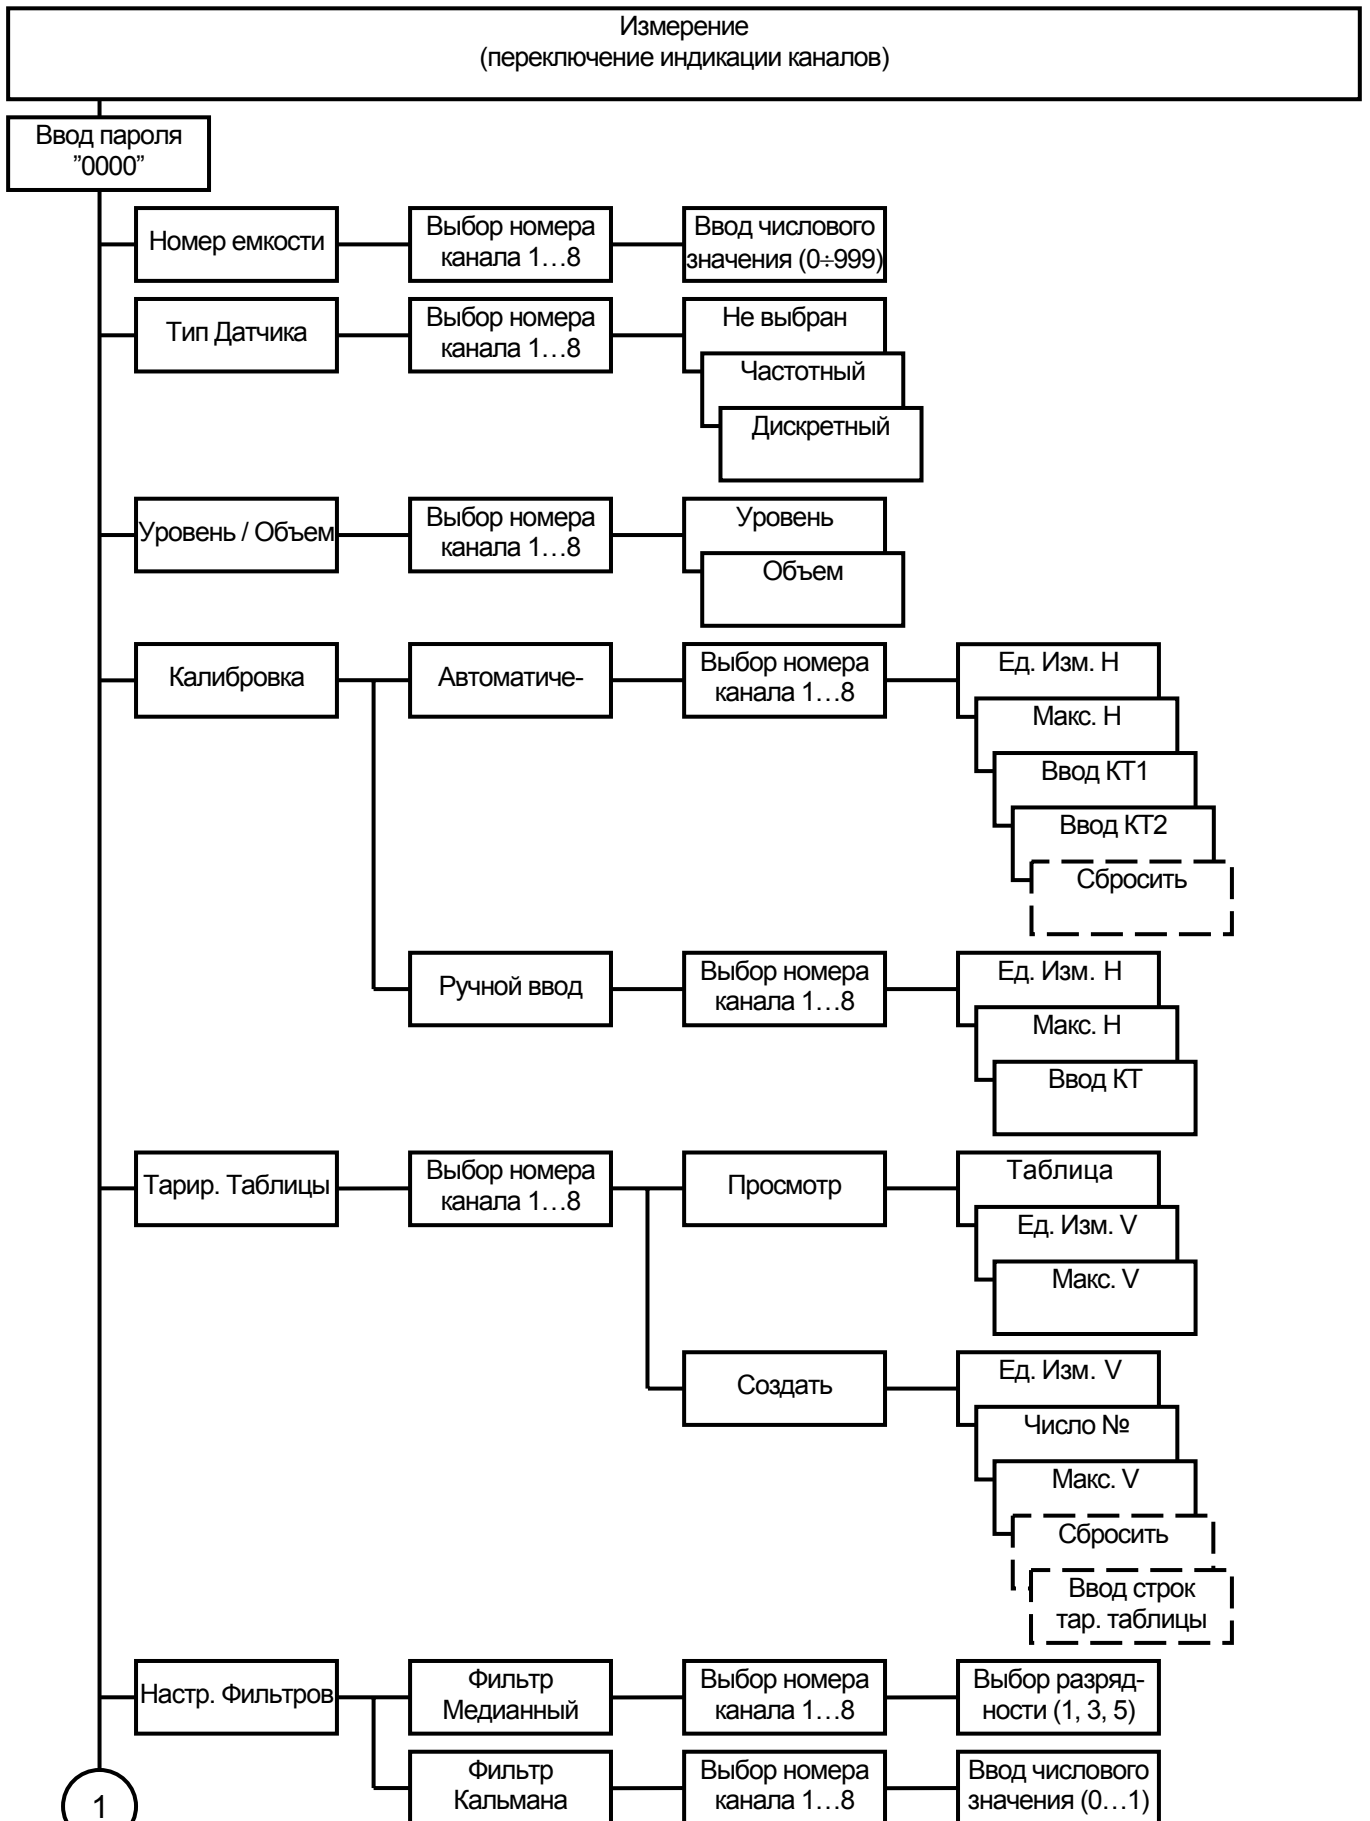 Измерение
(переключение индикации каналов)
Ввод пароля
”0000”
Номер емкости
Выбор номера
канала 1…8
Ввод числового
значения (0÷999)
Тип Датчика
Выбор номера
канала 1…8
Не выбран
Частотный
Дискретный
Уровень / Объем
Выбор номера
канала 1…8
Уровень
Объем
Калибровка
Автоматиче-
Выбор номера
канала 1…8
Ед. Изм. Н
Макс. Н
Ввод КТ1
Ввод КТ2
Сбросить
Ручной ввод
Выбор номера
канала 1…8
Ед. Изм. Н
Макс. Н
Ввод КТ
Тарир. Таблицы
Выбор номера
канала 1…8
Просмотр
Таблица
Ед. Изм. V
Макс. V
Создать
Ед. Изм. V
Число №
Макс. V
Сбросить
Ввод строк
тар. таблицы
Настр. Фильтров
Фильтр
Медианный
Выбор номера
канала 1…8
Выбор разряд-
ности (1, 3, 5)
Фильтр
Кальмана
Выбор номера
канала 1…8
Ввод числового
значения (0…1)
1